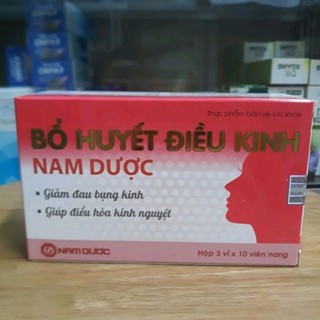 Thực phẩm bảo vệ sức khỏe
BỔ HUYẾT ĐIỀU KINH
NAM DƯỢC
• Giảm đau bụng kinh
• Giúp điều hòa kinh nguyệt
NAM DƯỢC
Hộp 3 vỉ x 10 viên nang